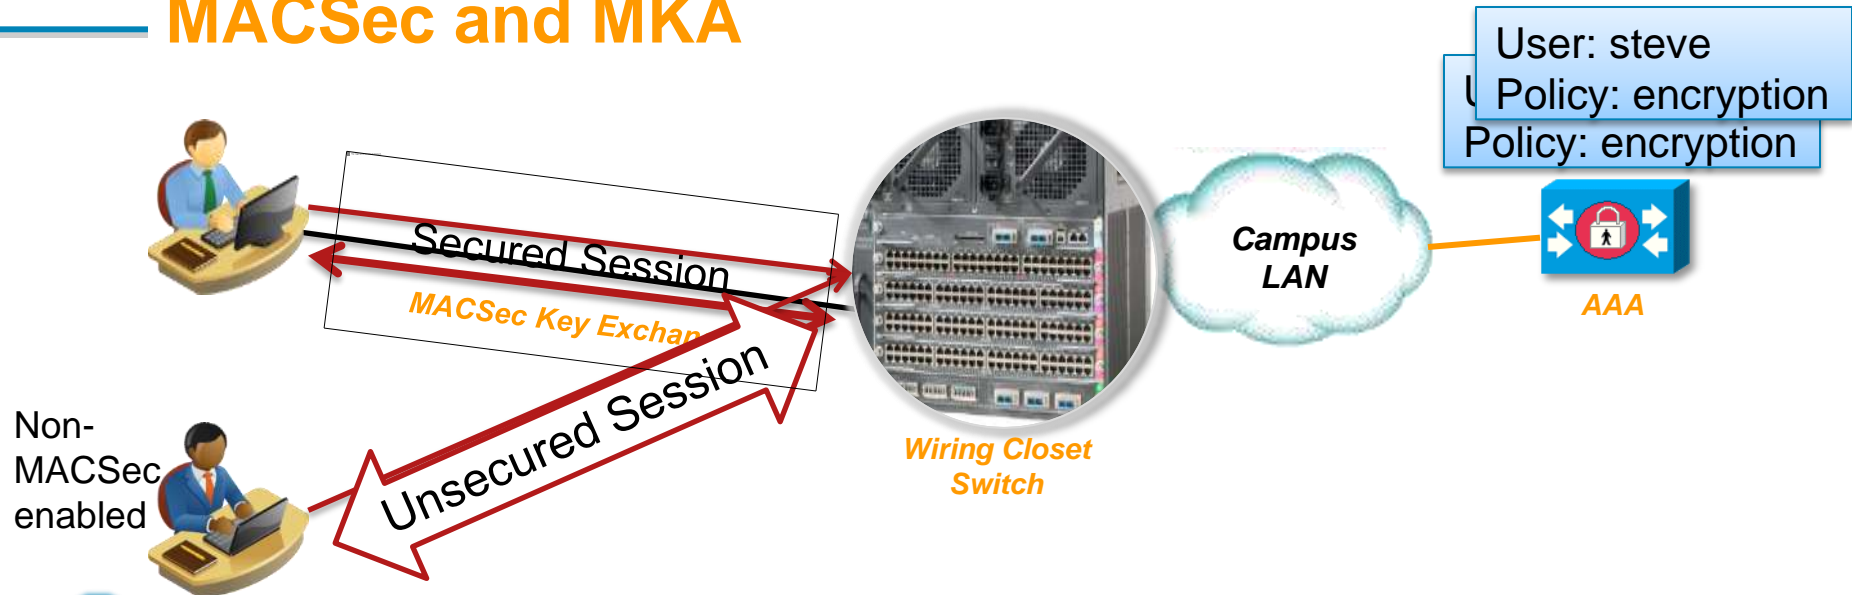 MACSec and MKA
User: steve
Policy: encryption
Policy: encryption
Secured Session
MACSec Key Exchan
Campus
LAN
AAA
Unsecured Session
Non-
MACSec
enabled
Wiring Closet
Switch